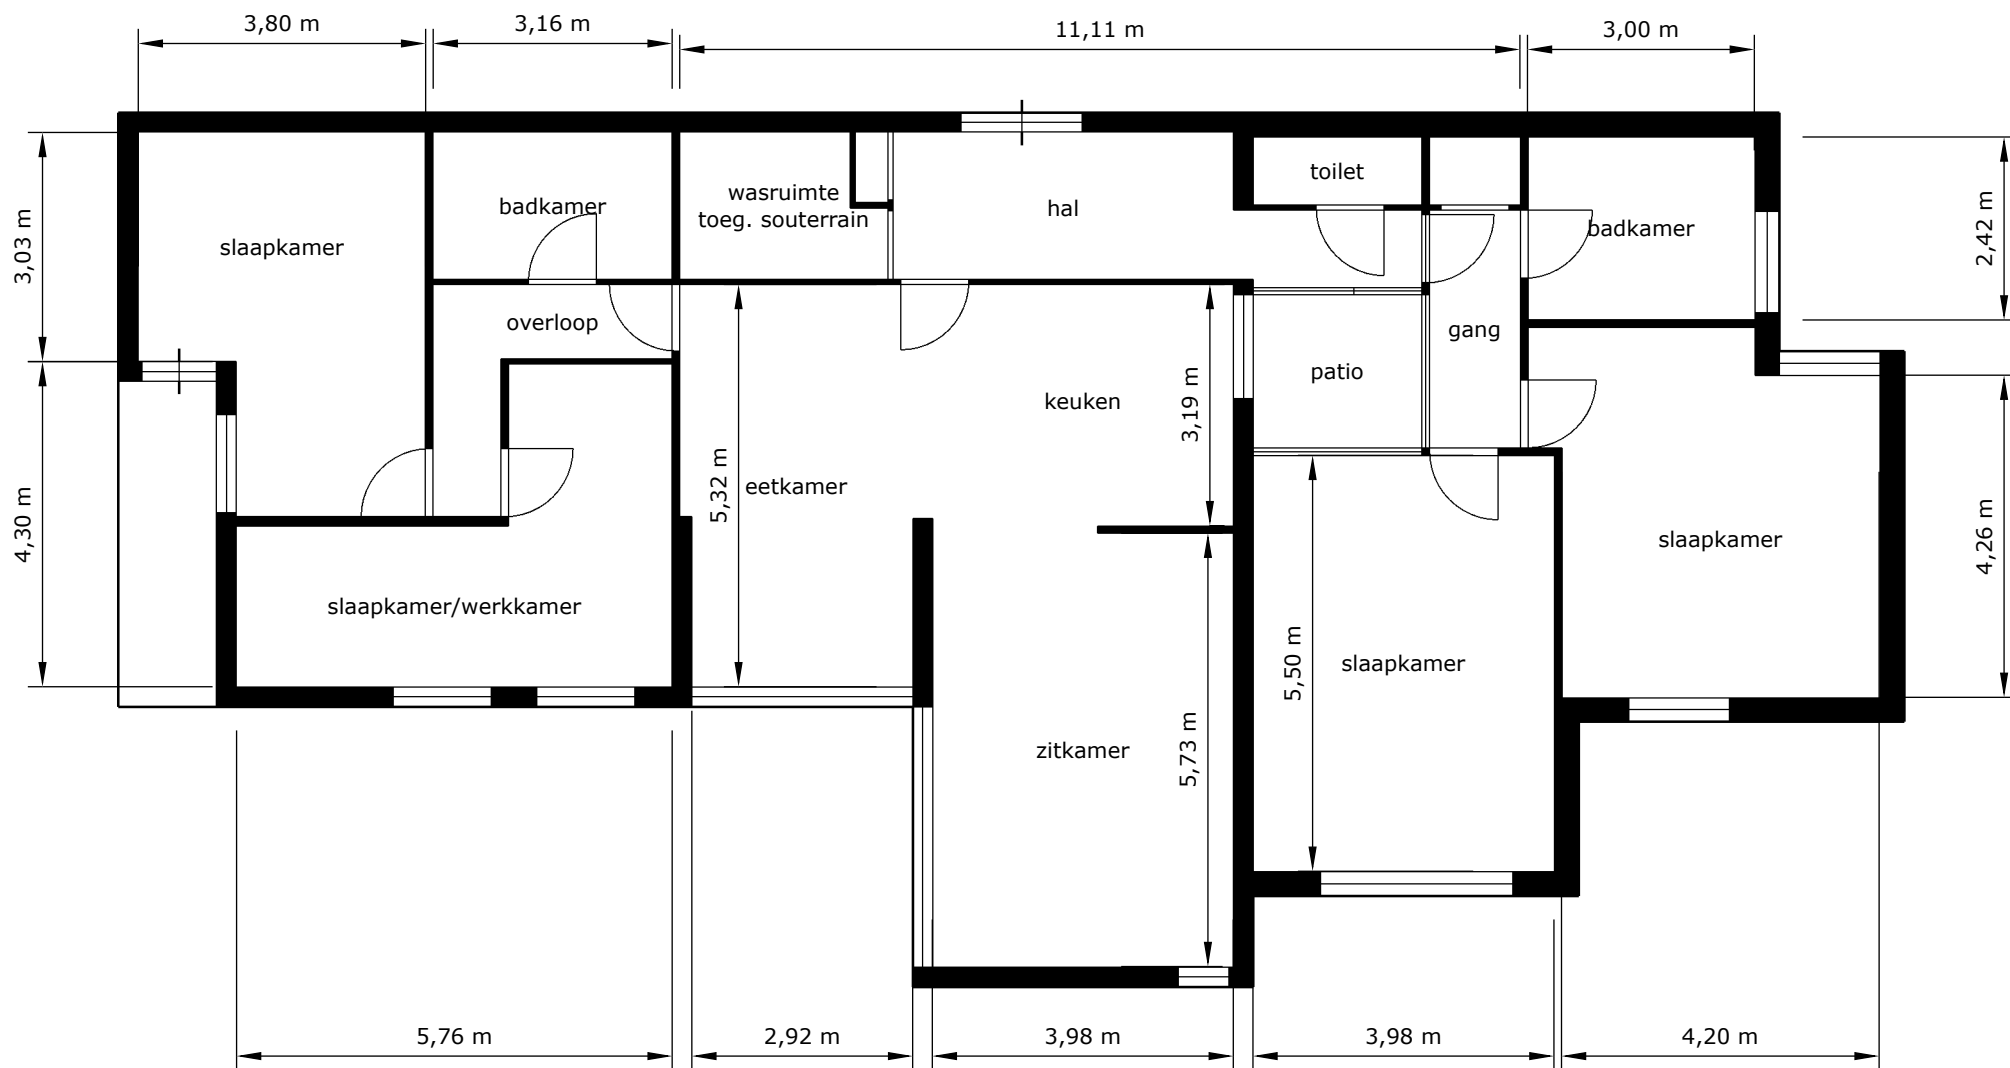 3,80 m
3,16 m
11,11 m
3,00 m
toilet
wasruimte
toeg. souterrain
badkamer
hal
badkamer
slaapkamer
3,03 m
2,42 m
overloop
gang
patio
keuken
3,19 m
5,32 m
eetkamer
4,30 m
4,26 m
slaapkamer
slaapkamer/werkkamer
5,50 m
slaapkamer
5,73 m
zitkamer
5,76 m
2,92 m
3,98 m
3,98 m
4,20 m